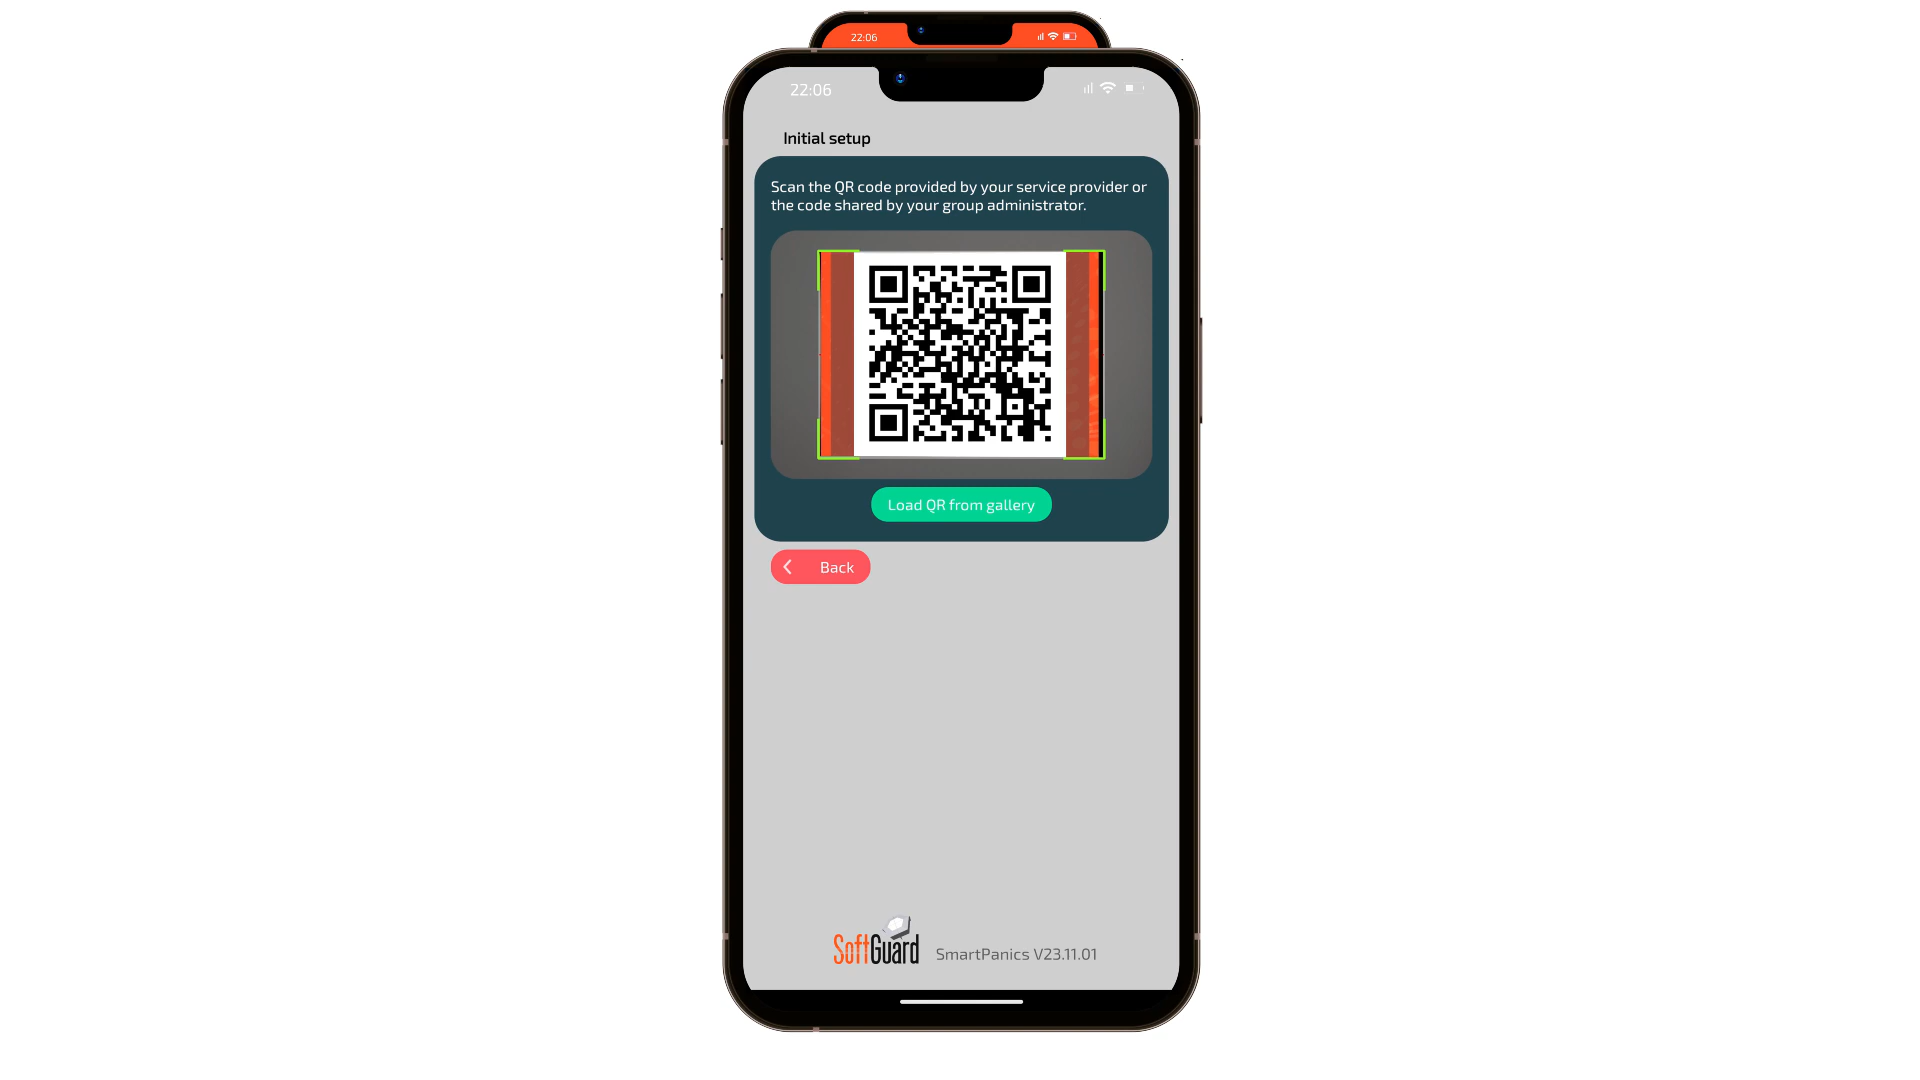 22:06
22:06
Initial setup
Scan the QR code provided by your service provider or
the code shared by your group administrator.
Load QR from gallery
Back
SoftGuard
SmartPanics V23.11.01